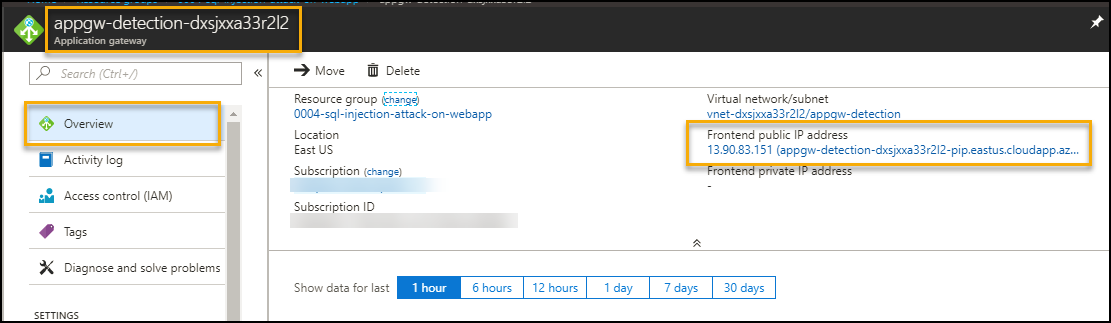 appgw-detection-dxsjxxa33r2l2
Application gateway
Search (Ctrl+/)
«
Overview
Activity log
Access control (IAM)
Tags
Diagnose and solve problems
SETTINGS
Move
Delete
Resource group (change)
0004-sql-injection-attack-on-webapp
Location
East US
Subscription (change)
Subscription ID
Virtual network/subnet
vnet-dxsjxxa33r2l2/appgw-detection
Frontend public IP address
13.90.83.151 (appgw-detection-dxsjxxa33r2l2-pip.eastus.cloudapp.az...
Frontend private IP address
-
Show data for last
1 hour
6 hours
12 hours
1 day
7 days
30 days